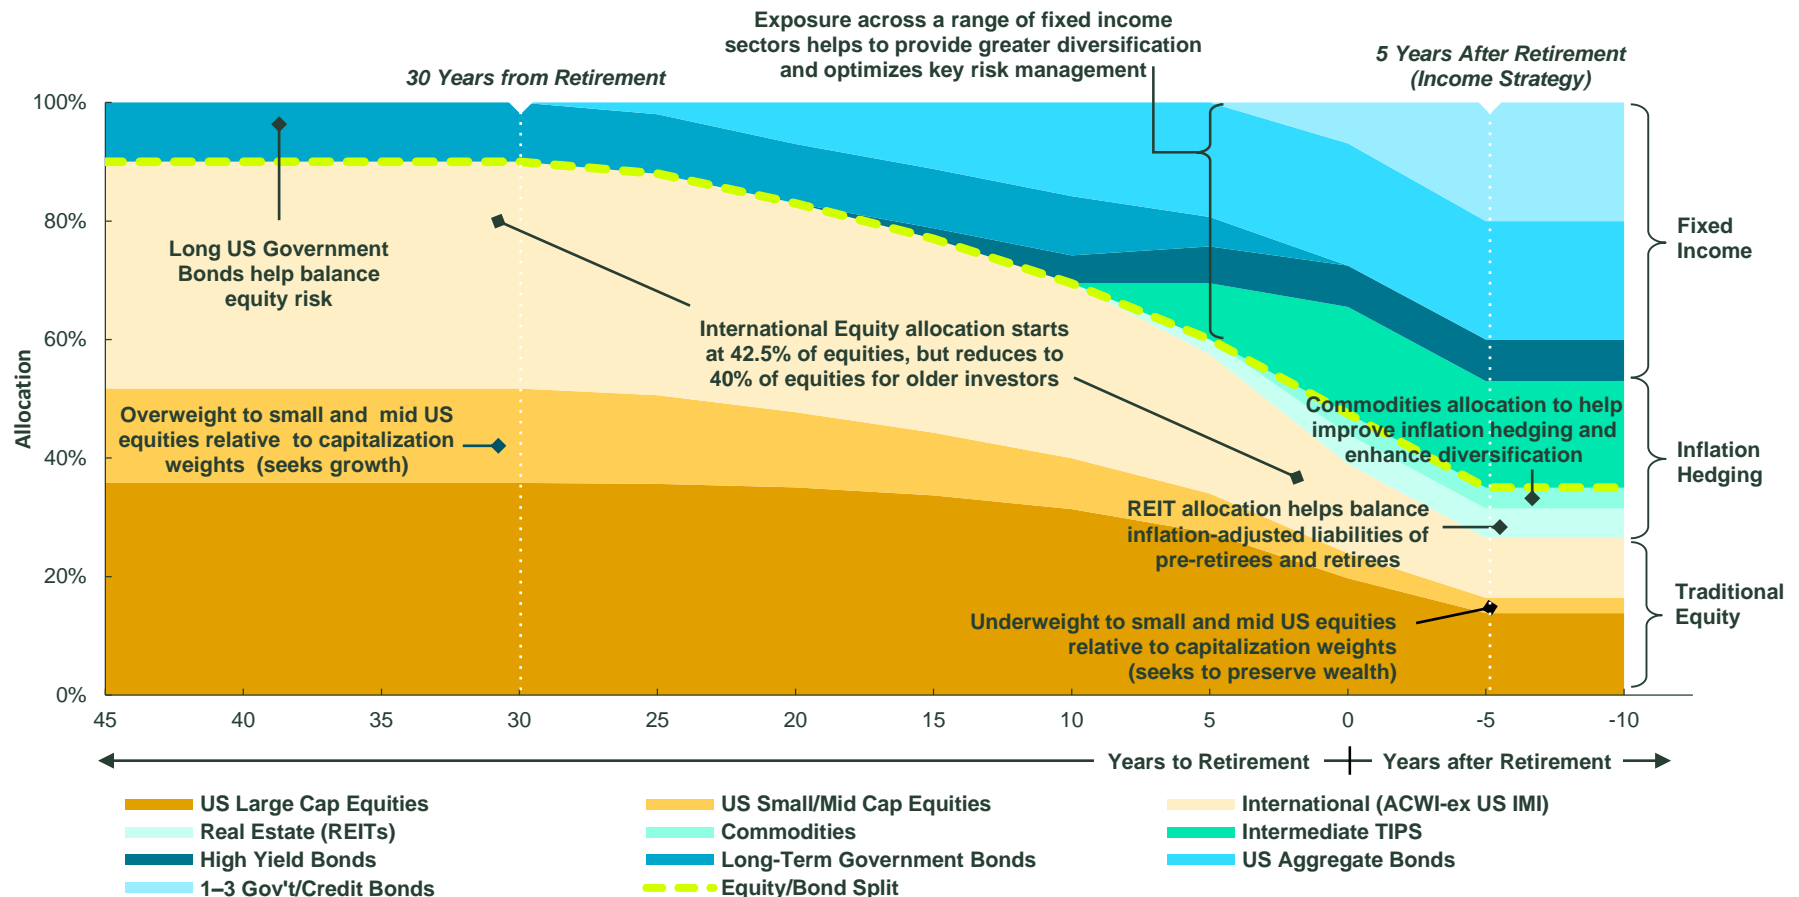 Exposure across a range of fixed income
sectors helps to provide greater diversification
and optimizes key risk management
30 Years from Retirement
5 Years After Retirement
(Income Strategy)
100%
80%
60%
40%
20%
0%
Allocation
Long US Government
Bonds help balance
equity risk
International Equity allocation starts
at 42.5% of equities, but reduces to
40% of equities for older investors
Overweight to small and mid US
equities relative to capitalization
weights (seeks growth)
Commodities allocation to help
improve inflation hedging and
enhance diversification
REIT allocation helps balance
inflation-adjusted liabilities of
pre-retirees and retirees
Underweight to small and mid US equities
relative to capitalization weights
(seeks to preserve wealth)
Fixed
Income
Inflation
Hedging
Traditional
Equity
45 40 35 30 25 20 15 10 5 0 -5 -10
Years to Retirement Years after Retirement
US Large Cap Equities US Small/Mid Cap Equities International (ACWI-ex US IMI)
Real Estate (REITs) Commodities Intermediate TIPS
High Yield Bonds Long-Term Government Bonds US Aggregate Bonds
1–3 Gov't/Credit Bonds Equity/Bond Split